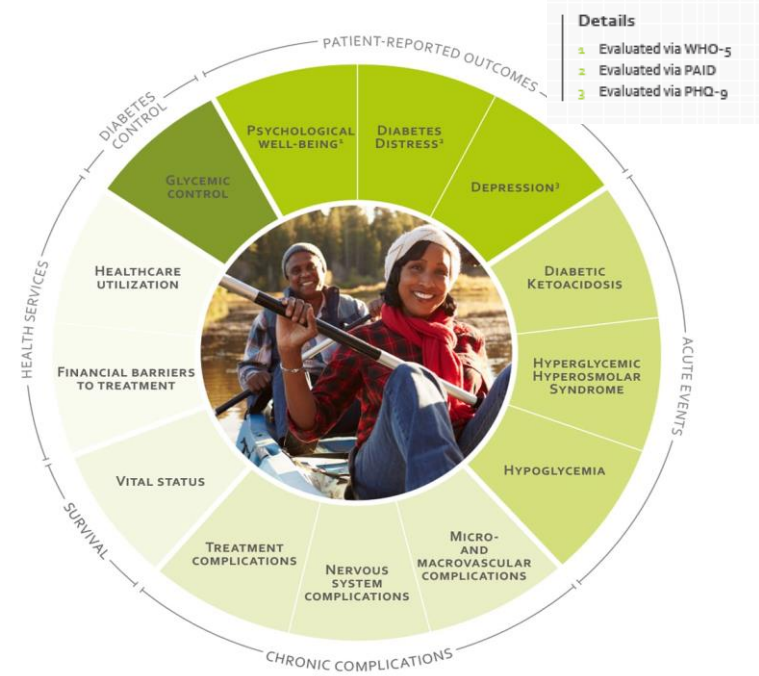 Details
1 Evaluated via WHO-5
2 Evaluated via PAID
3 Evaluated via PHQ-9
PATIENT-REPORTED OUTCOMES
PSYCHOLOGICAL
WELL-BEING¹
DIABETES
DISTRESS²
DEPRESSION³
ACUTE EVENTS
DIABETIC
KETOACIDOSIS
HYPERGLYCEMIC
HYPEROSMOLAR
SYNDROME
HYPOGLYCEMIA
CHRONIC COMPLICATIONS
MICRO-
AND
MACROVASCULAR
COMPLICATIONS
NERVOUS
SYSTEM
COMPLICATIONS
TREATMENT
COMPLICATIONS
SURVIVAL
VITAL STATUS
HEALTH SERVICES
FINANCIAL BARRIERS
TO TREATMENT
HEALTHCARE
UTILIZATION
DIABETES
CONTROL
GLYCEMIC
CONTROL